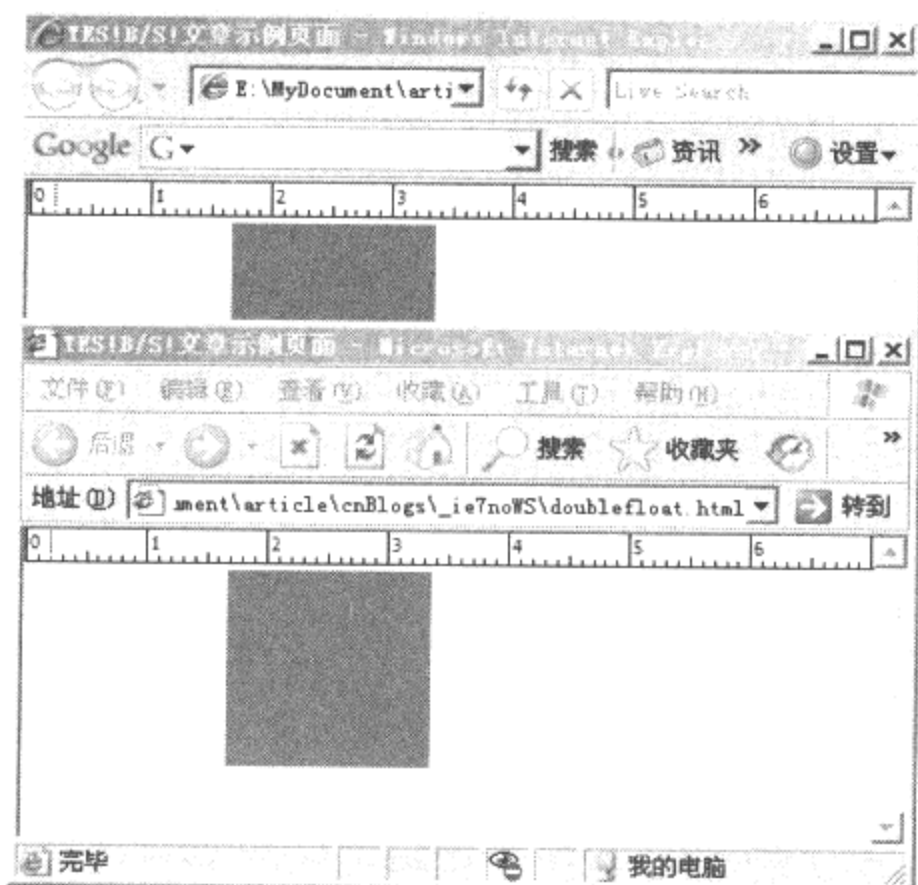 YES!B/S!文章示例页面 - Windows Internet Explorer
E:\MyDocument\arti
Live Search
Google G 搜索 资讯 » 设置
0 1 2 3 4 5 6
YES!B/S!文章示例页面 - Microsoft Internet Explorer
文件(F) 编辑(E) 查看(V) 收藏(A) 工具(T) 帮助(H)
后退 搜索 收藏夹 »
地址(D) ument\article\cnBlogs\_ie7noWS\doublefloat.html 转到
0 1 2 3 4 5 6
完毕 我的电脑